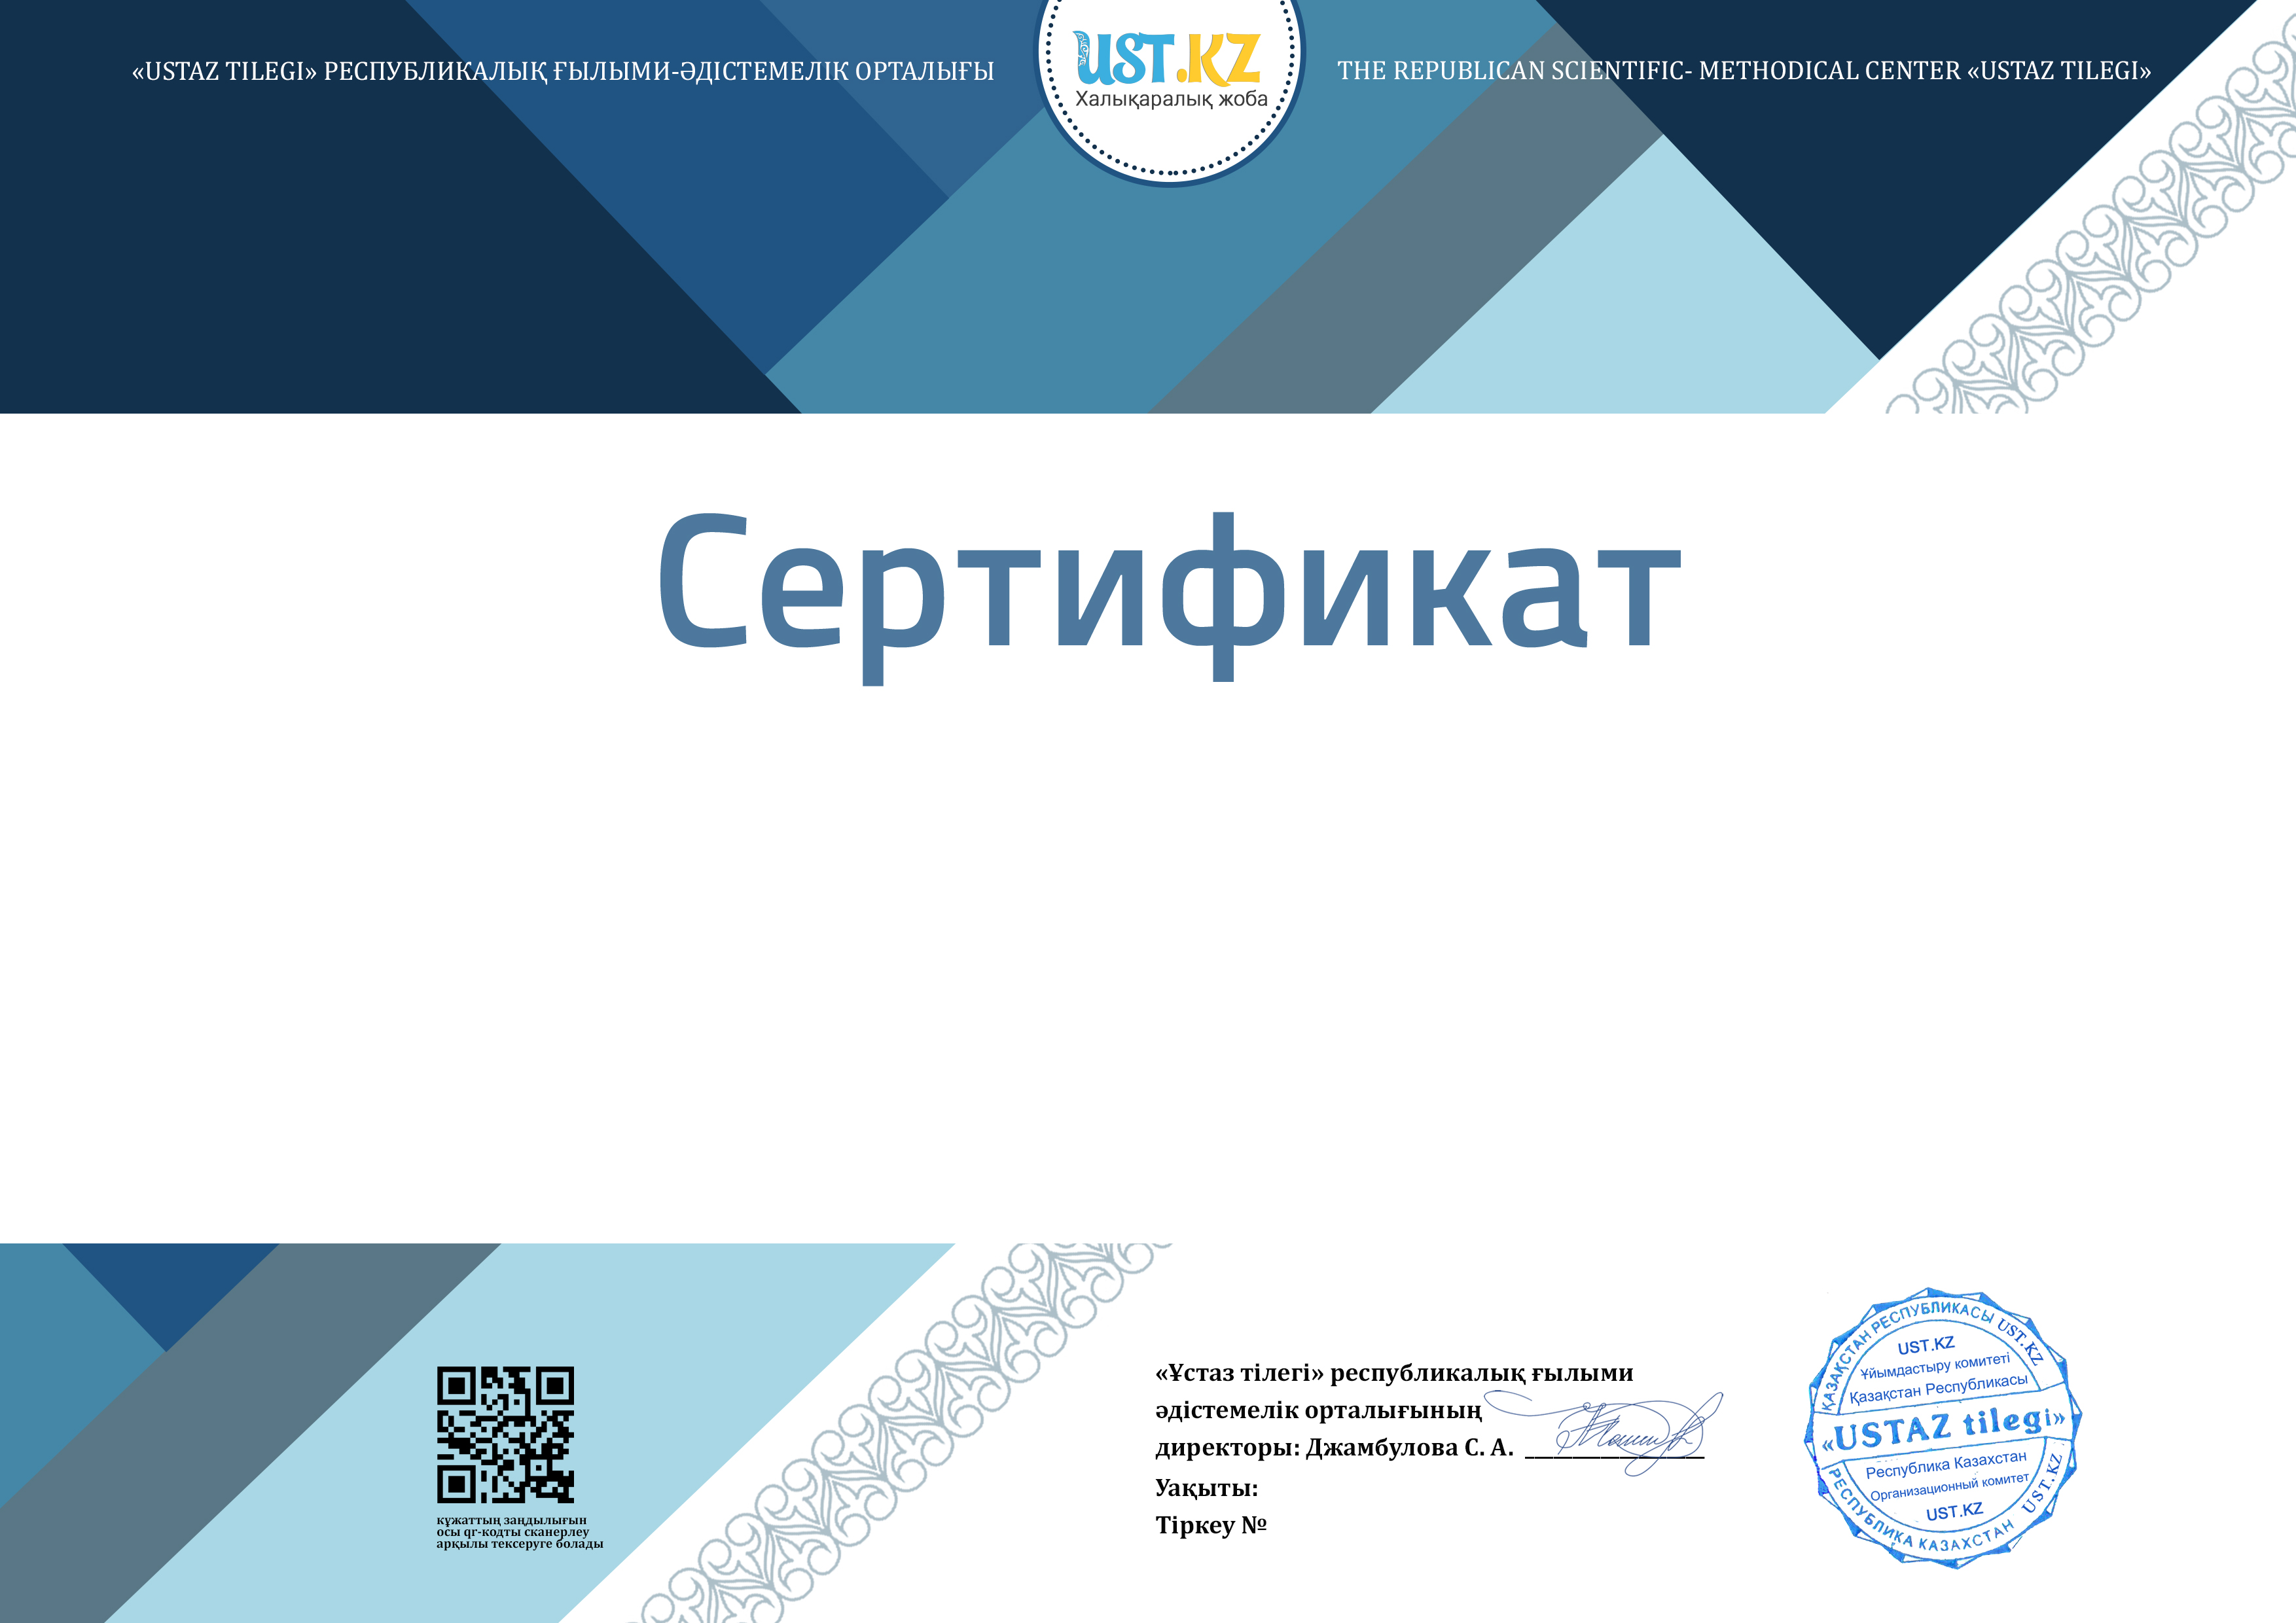 «USTAZ TILEGI» РЕСПУБЛИКАЛЫҚ ҒЫЛЫМИ-ӘДІСТЕМЕЛІК ОРТАЛЫҒЫ
UST.KZ
Халықаралық жоба
THE REPUBLICAN SCIENTIFIC- METHODICAL CENTER «USTAZ TILEGI»
Сертификат
құжаттың заңдылығын
осы qr-кодты сканерлеу
арқылы тексеруге болады
«Ұстаз тілегі» республикалық ғылыми
әдістемелік орталығының
директоры: Джамбулова С. А.
Уақыты:
Тіркеу №
ҚАЗАҚСТАН РЕСПУБЛИКАСЫ UST.KZ
UST.KZ
Ұйымдастыру комитеті
Қазақстан Республикасы
«USTAZ tilegi»
Республика Казахстан
Организационный комитет
UST.KZ
РЕСПУБЛИКА КАЗАХСТАН UST.KZ